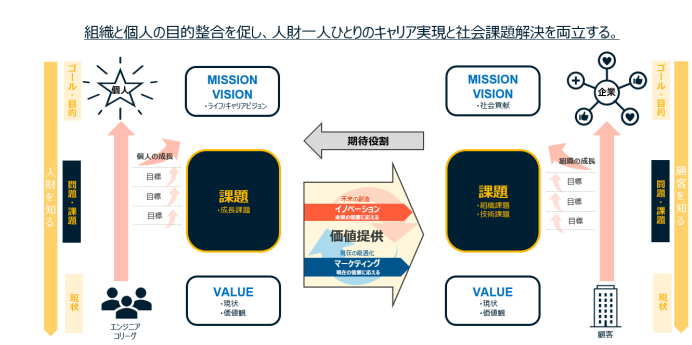 組織と個人の目的整合を促し、人財一人ひとりのキャリア実現と社会課題解決を両立する。
人財を知る
ゴール・目的
問題・課題
現状
個人
個人の成長
目標
目標
目標
エンジニア
コリーグ
MISSION
VISION
・ライフ/キャリアビジョン
課題
・成長課題
VALUE
・現状
・価値観
期待役割
未来の創造
イノベーション
未来の需要に応える
価値提供
現在の最適化
マーケティング
現在の需要に応える
MISSION
VISION
・社会貢献
課題
・組織課題
・技術課題
VALUE
・現状
・価値観
企業
組織の成長
目標
目標
目標
顧客
ゴール・目的
問題・課題
現状
顧客を知る